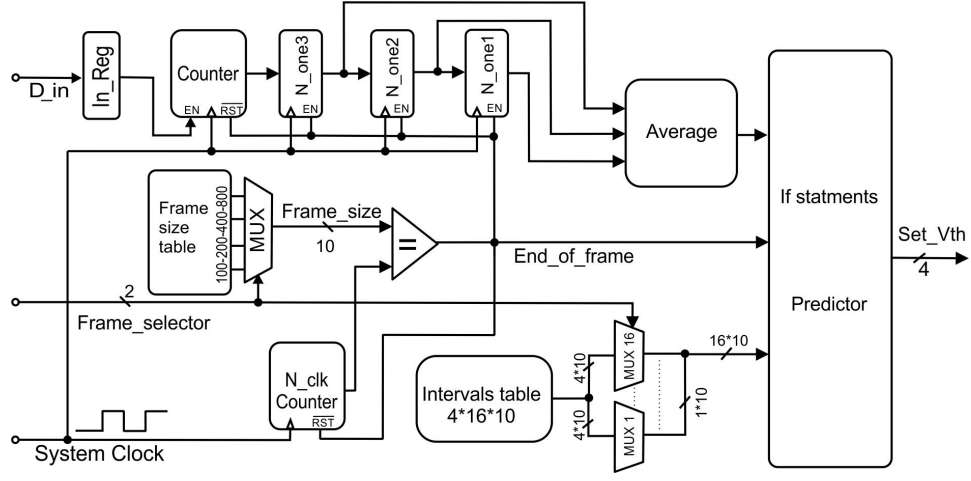 D_in
In_Reg
Counter
EN
RST
N_one3
EN
N_one2
EN
N_one1
EN
Average
If statments
Predictor
Set_Vth
4
Frame
size
table
100-200-400-800
MUX
Frame_size
10
=
End_of_frame
2
Frame_selector
N_clk
Counter
RST
Intervals table
4*16*10
4*10
4*10
MUX 16
MUX 1
16*10
1*10
System Clock